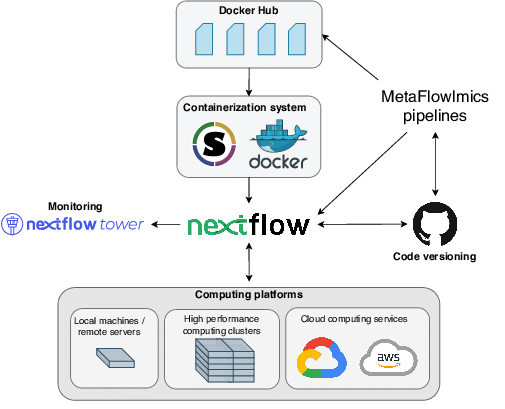 Docker Hub
Containerization system
S
docker
MetaFlowImics
pipelines
Monitoring
nextflow tower
nextflow
Code versioning
Computing platforms
Local machines /
remote servers
High performance
computing clusters
Cloud computing services
aws